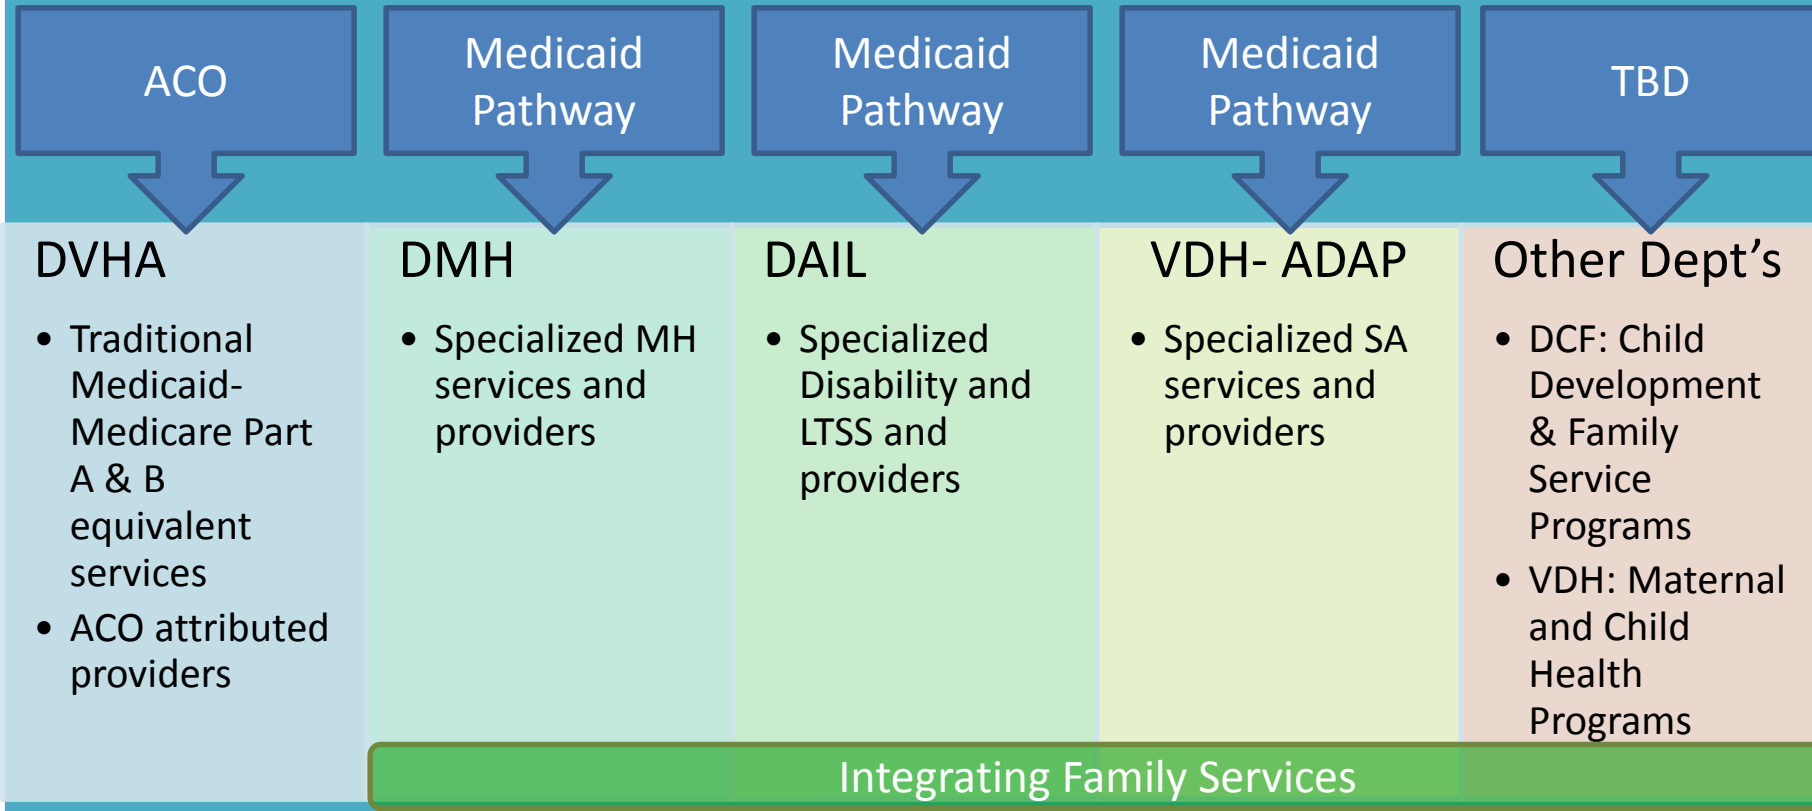 ACO
Medicaid
Pathway
Medicaid
Pathway
Medicaid
Pathway
TBD
DVHA
• Traditional
Medicaid-
Medicare Part
A & B
equivalent
services
• ACO attributed
providers
DMH
• Specialized MH
services and
providers
DAIL
• Specialized
Disability and
LTSS and
providers
VDH- ADAP
• Specialized SA
services and
providers
Other Dept’s
• DCF: Child
Development
& Family
Service
Programs
• VDH: Maternal
and Child
Health
Programs
Integrating Family Services